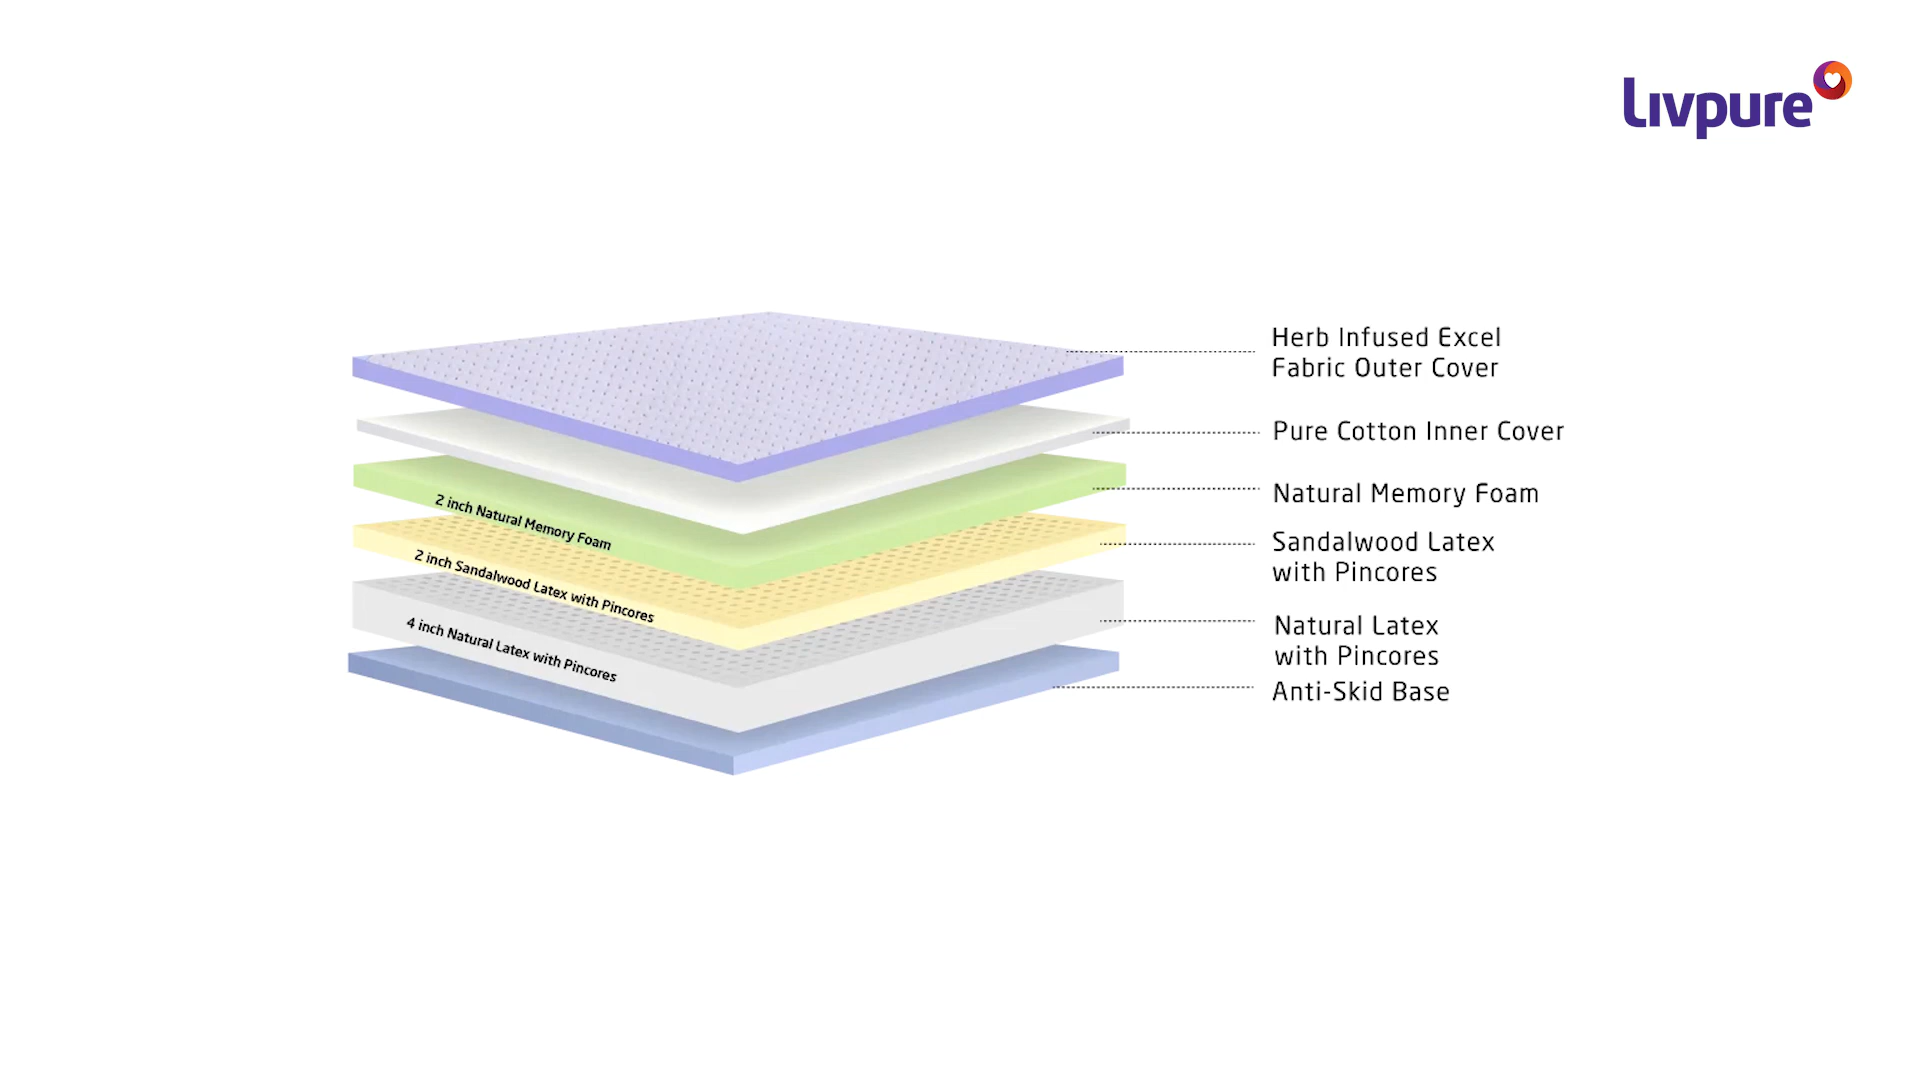 Livpure
Herb Infused Excel
Fabric Outer Cover
Pure Cotton Inner Cover
Natural Memory Foam
2 inch Natural Memory Foam
Sandalwood Latex
with Pincores
2 inch Sandalwood Latex with Pincores
Natural Latex
with Pincores
4 inch Natural Latex with Pincores
Anti-Skid Base